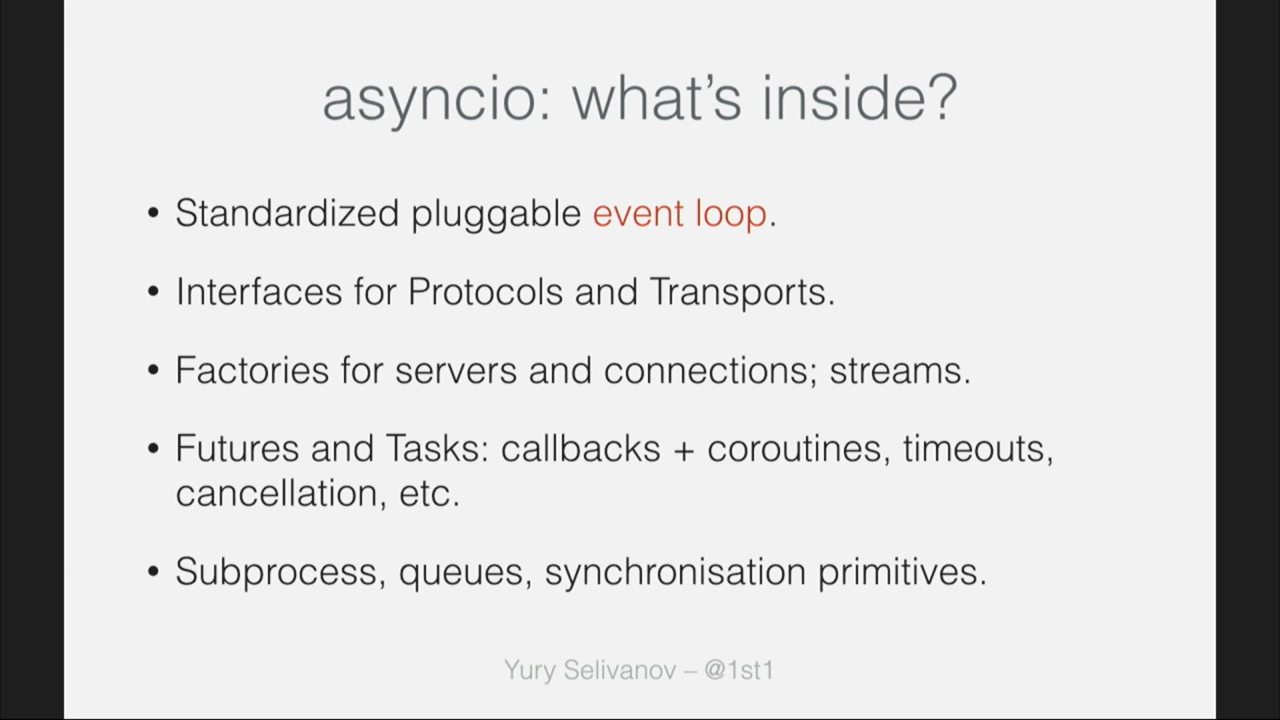 asyncio: what's inside?
• Standardized pluggable event loop.
• Interfaces for Protocols and Transports.
• Factories for servers and connections; streams.
• Futures and Tasks: callbacks + coroutines, timeouts,
cancellation, etc.
• Subprocess, queues, synchronisation primitives.
Yury Selivanov – @1st1